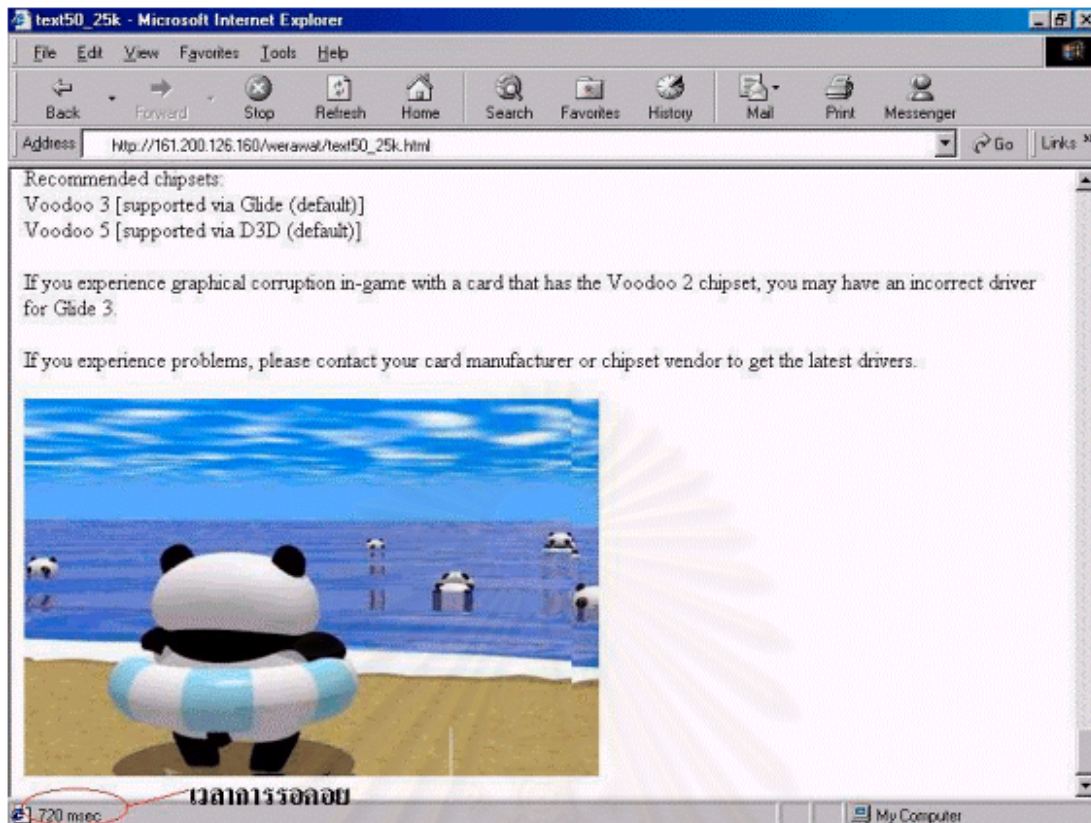 text50_25k - Microsoft Internet Explorer
File Edit View Favorites Tools Help
Back Forward Stop Refresh Home Search Favorites History Mail Print Messenger
Address http://161.200.126.160/werawat/text50_25k.html Go Links »
Recommended chipsets:
Voodoo 3 [supported via Glide (default)]
Voodoo 5 [supported via D3D (default)]
If you experience graphical corruption in-game with a card that has the Voodoo 2 chipset, you may have an incorrect driver
for Glide 3.
If you experience problems, please contact your card manufacturer or chipset vendor to get the latest drivers.
เวลาการรอคอย
720 msec My Computer